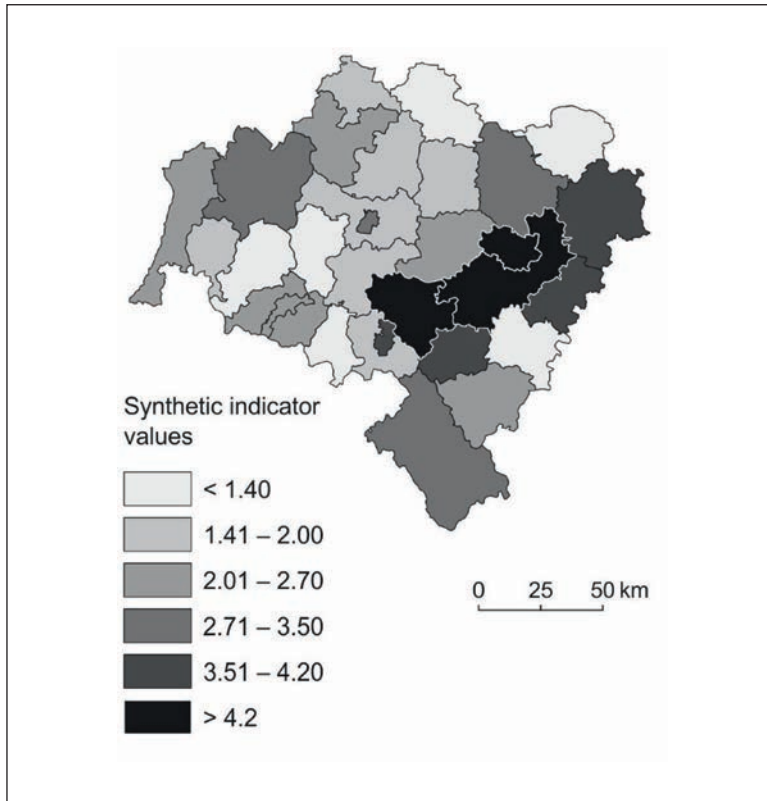 Synthetic indicator
values
< 1.40
1.41 – 2.00
2.01 – 2.70
2.71 – 3.50
3.51 – 4.20
> 4.2
0 25 50 km